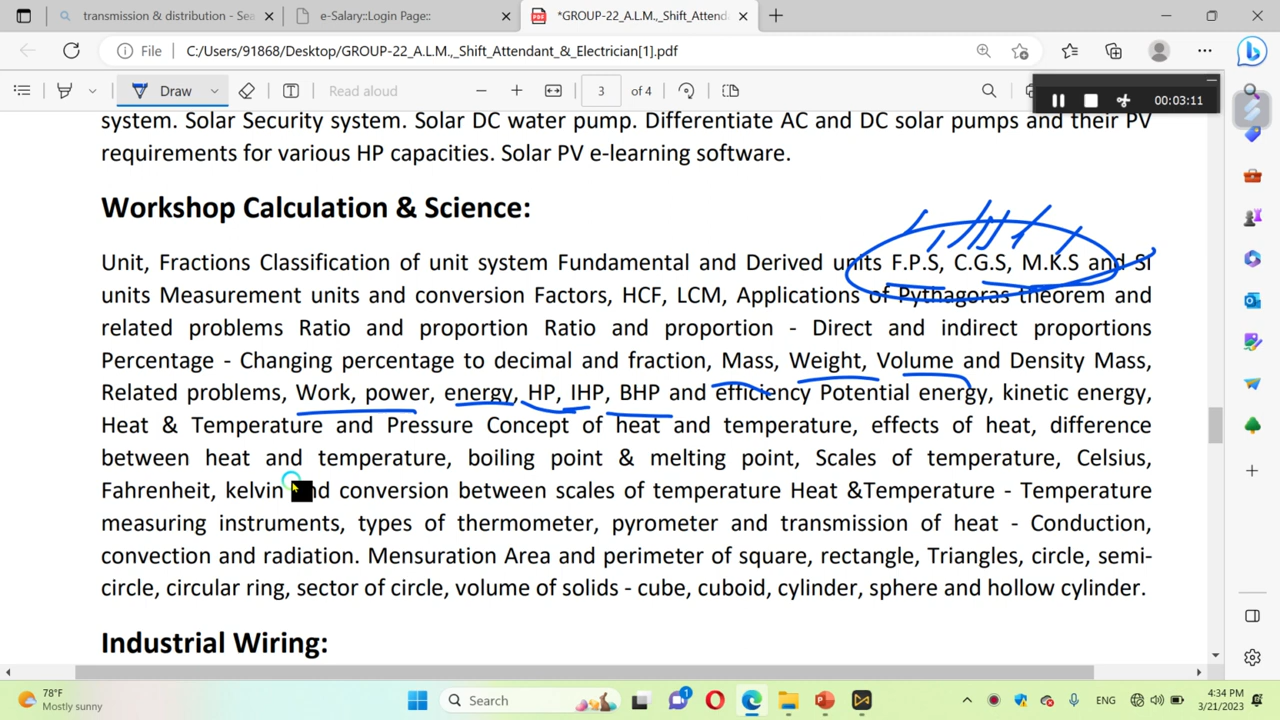 transmission & distribution - Sea
e-Salary::Login Page::
*GROUP-22_A.L.M.,_Shift_Attend
File
C:/Users/91868/Desktop/GROUP-22_A.L.M.,_Shift_Attendant_&_Electrician[1].pdf
Draw
Read aloud
3
of 4
00:03:11
system. Solar Security system. Solar DC water pump. Differentiate AC and DC solar pumps and their PV
requirements for various HP capacities. Solar PV e-learning software.
Workshop Calculation & Science:
Unit, Fractions Classification of unit system Fundamental and Derived units F.P.S, C.G.S, M.K.S and SI
units Measurement units and conversion Factors, HCF, LCM, Applications of Pythagoras theorem and
related problems Ratio and proportion Ratio and proportion - Direct and indirect proportions
Percentage - Changing percentage to decimal and fraction, Mass, Weight, Volume and Density Mass,
Related problems, Work, power, energy, HP, IHP, BHP and efficiency Potential energy, kinetic energy,
Heat & Temperature and Pressure Concept of heat and temperature, effects of heat, difference
between heat and temperature, boiling point & melting point, Scales of temperature, Celsius,
Fahrenheit, kelvin and conversion between scales of temperature Heat &Temperature - Temperature
measuring instruments, types of thermometer, pyrometer and transmission of heat - Conduction,
convection and radiation. Mensuration Area and perimeter of square, rectangle, Triangles, circle, semi-
circle, circular ring, sector of circle, volume of solids - cube, cuboid, cylinder, sphere and hollow cylinder.
Industrial Wiring:
78°F
Mostly sunny
Search
1
ENG
4:34 PM
3/21/2023